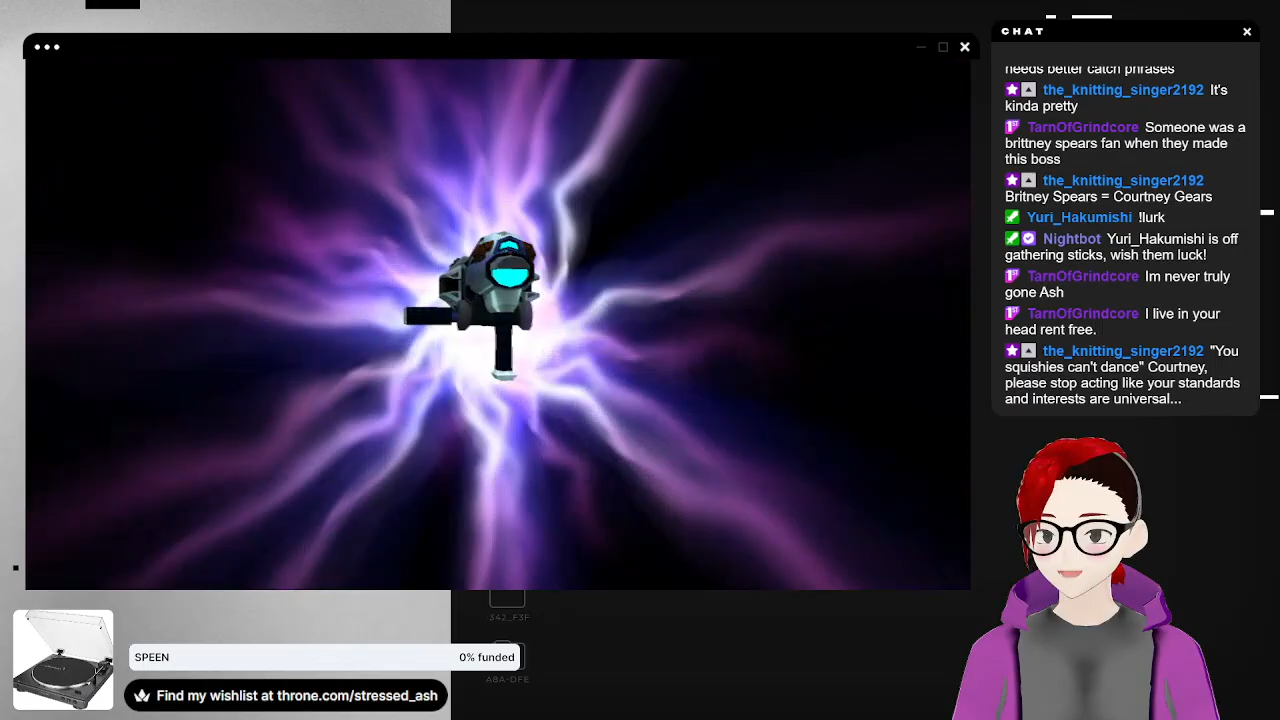 CHAT
needs better catch phrases
the_knitting_singer2192 It's
kinda pretty
TarnOfGrindcore Someone was a
brittney spears fan when they made
this boss
the_knitting_singer2192
Britney Spears = Courtney Gears
Yuri_Hakumishi !lurk
Nightbot Yuri_Hakumishi is off
gathering sticks, wish them luck!
TarnOfGrindcore Im never truly
gone Ash
TarnOfGrindcore I live in your
head rent free.
the_knitting_singer2192 "You
squishies can't dance" Courtney,
please stop acting like your standards
and interests are universal...
342_F3F
SPEEN 0% funded
A8A-DFE
Find my wishlist at throne.com/stressed_ash